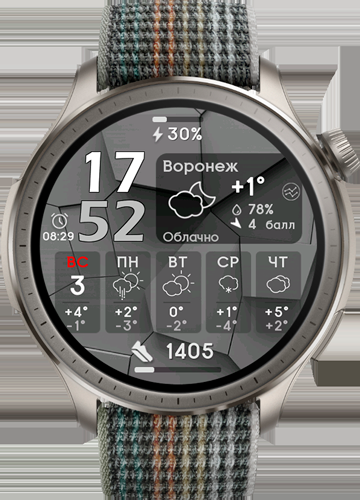 30%
17
52
08:29
Воронеж
+1°
78%
4 балл
Облачно
ВС ПН ВТ СР ЧТ
3
+4° +2° 0° +1° +5°
-1° -3° -2° -4° +2°
1405